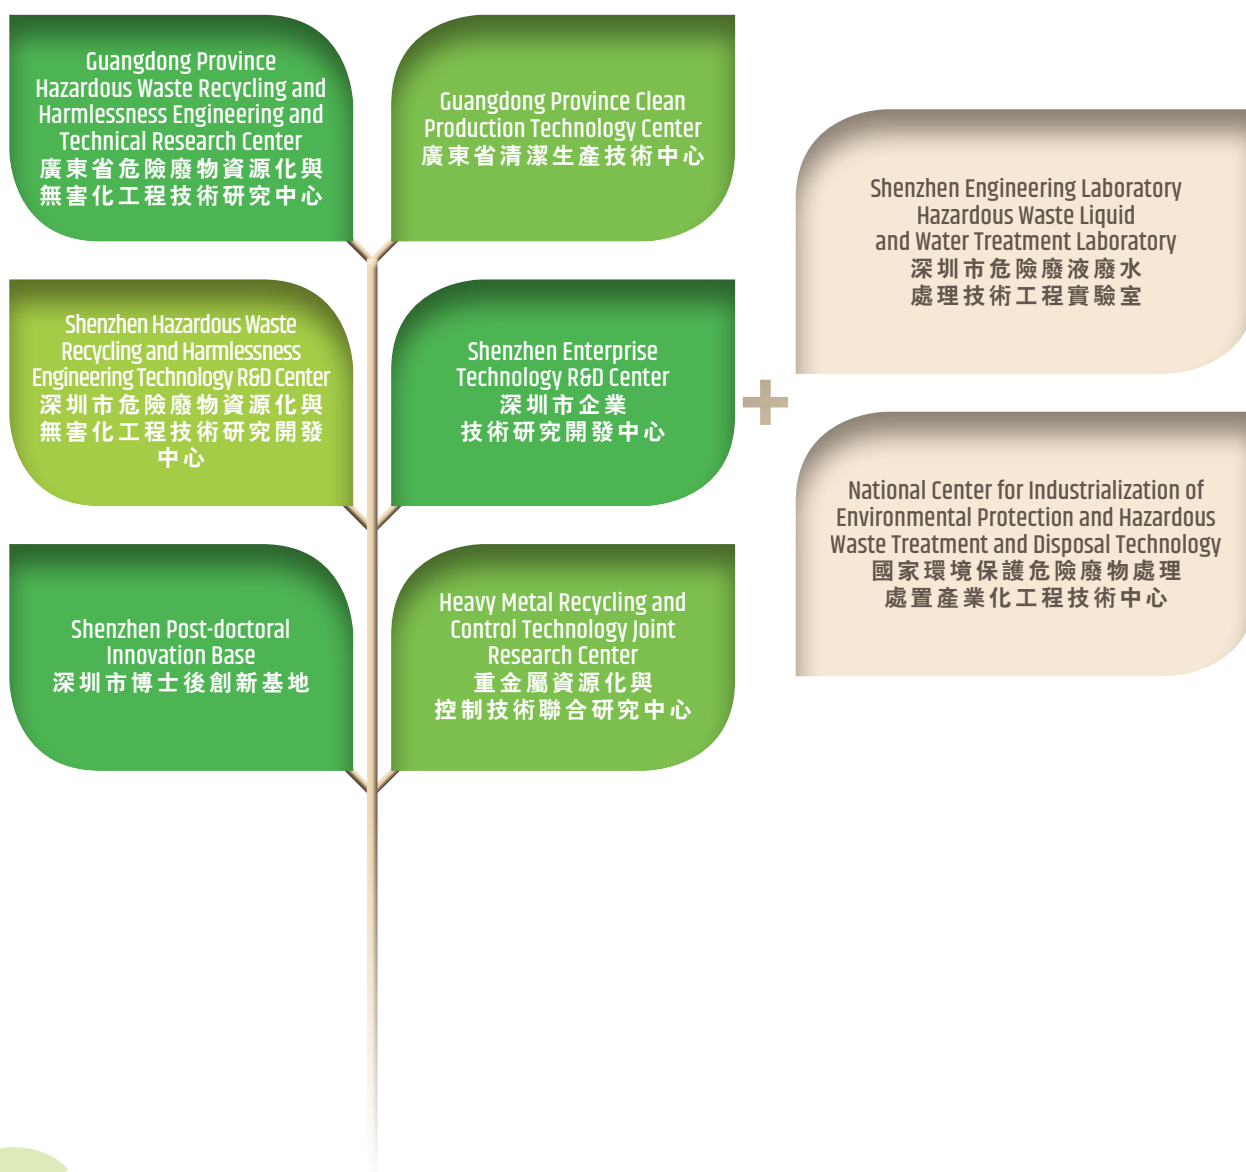 Guangdong Province
Hazardous Waste Recycling and
Harmlessness Engineering and
Technical Research Center
廣東省危險廢物資源化與
無害化工程技術研究中心
Guangdong Province Clean
Production Technology Center
廣東省清潔生產技術中心
Shenzhen Hazardous Waste
Recycling and Harmlessness
Engineering Technology R&D Center
深圳市危險廢物資源化與
無害化工程技術研究開發
中心
Shenzhen Enterprise
Technology R&D Center
深圳市企業
技術研究開發中心
Shenzhen Post-doctoral
Innovation Base
深圳市博士後創新基地
Heavy Metal Recycling and
Control Technology Joint
Research Center
重金屬資源化與
控制技術聯合研究中心
+
Shenzhen Engineering Laboratory
Hazardous Waste Liquid
and Water Treatment Laboratory
深圳市危險廢液廢水
處理技術工程實驗室
National Center for Industrialization of
Environmental Protection and Hazardous
Waste Treatment and Disposal Technology
國家環境保護危險廢物處理
處置產業化工程技術中心